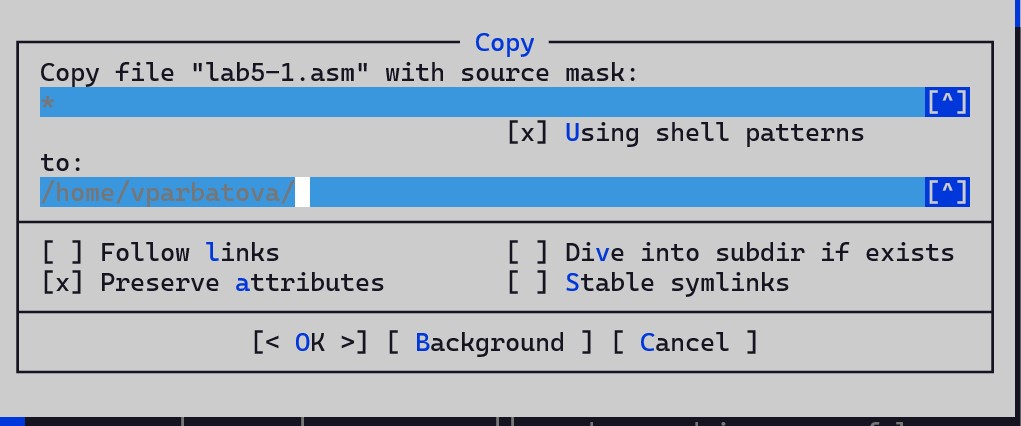 Copy
Copy file "lab5-1.asm" with source mask:
* [^]
[x] Using shell patterns
to:
/home/vparbatova/ [^]
[ ] Follow links [ ] Dive into subdir if exists
[x] Preserve attributes [ ] Stable symlinks
[< OK >] [ Background ] [ Cancel ]